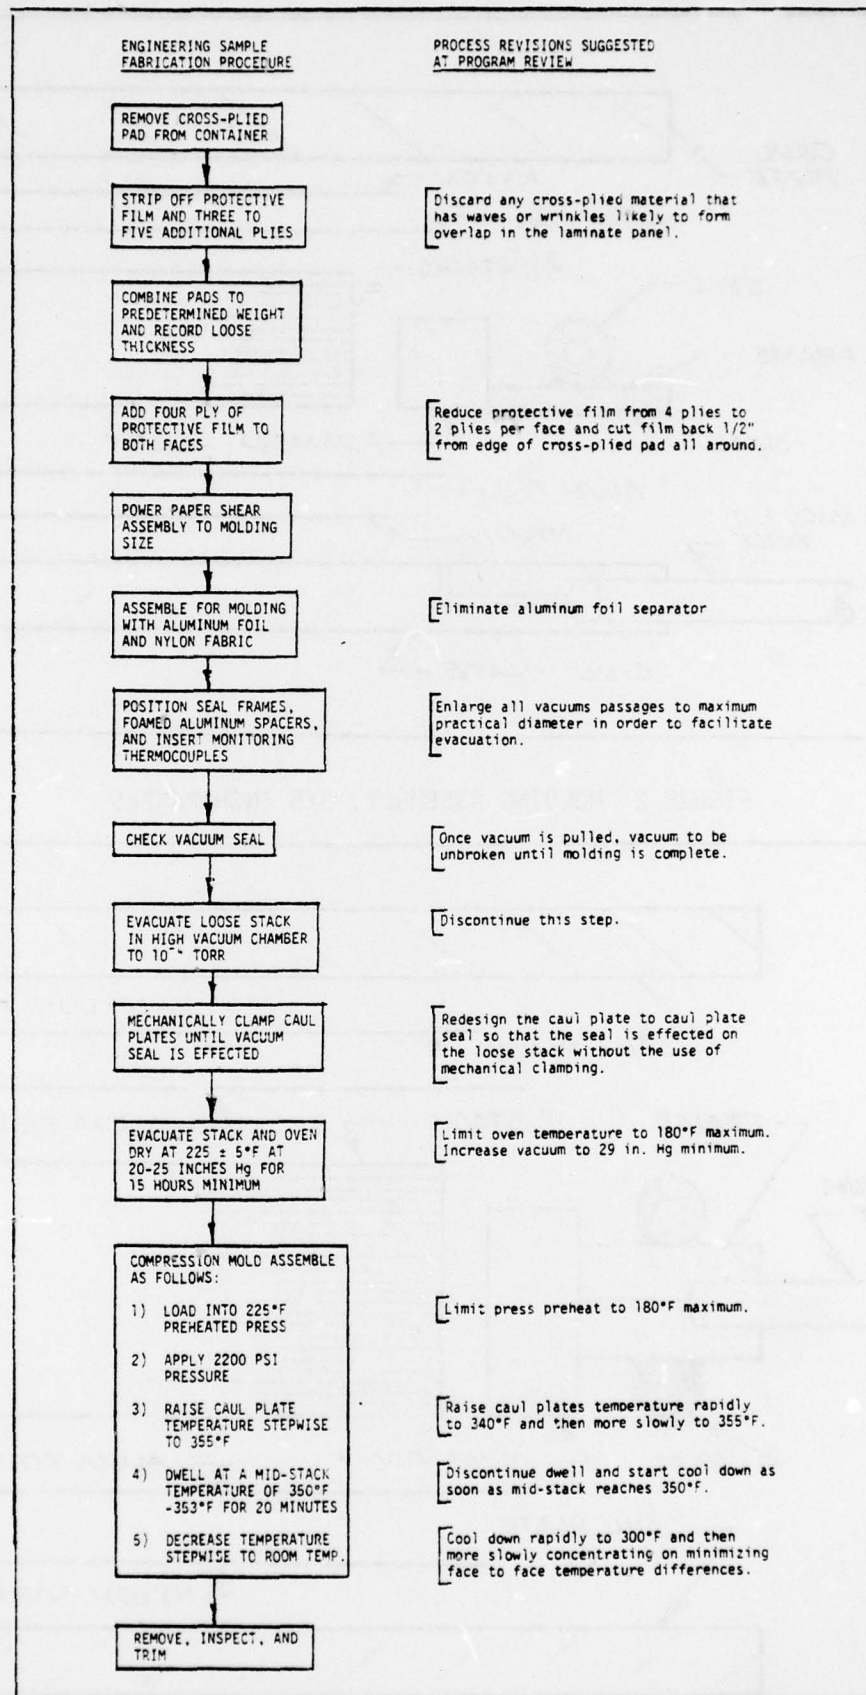 ENGINEERING SAMPLE
FABRICATION PROCEDURE
PROCESS REVISIONS SUGGESTED
AT PROGRAM REVIEW
REMOVE CROSS-PLIED
PAD FROM CONTAINER
STRIP OFF PROTECTIVE
FILM AND THREE TO
FIVE ADDITIONAL PLIES
Discard any cross-plied material that
has waves or wrinkles likely to form
overlap in the laminate panel.
COMBINE PADS TO
PREDETERMINED WEIGHT
AND RECORD LOOSE
THICKNESS
ADD FOUR PLY OF
PROTECTIVE FILM TO
BOTH FACES
Reduce protective film from 4 plies to
2 plies per face and cut film back 1/2"
from edge of cross-plied pad all around.
POWER PAPER SHEAR
ASSEMBLY TO MOLDING
SIZE
ASSEMBLE FOR MOLDING
WITH ALUMINUM FOIL
AND NYLON FABRIC
Eliminate aluminum foil separator
POSITION SEAL FRAMES,
FOAMED ALUMINUM SPACERS,
AND INSERT MONITORING
THERMOCOUPLES
Enlarge all vacuums passages to maximum
practical diameter in order to facilitate
evacuation.
CHECK VACUUM SEAL
Once vacuum is pulled, vacuum to be
unbroken until molding is complete.
EVACUATE LOOSE STACK
IN HIGH VACUUM CHAMBER
TO TORR
Discontinue this step.
MECHANICALLY CLAMP CAUL
PLATES UNTIL VACUUM
SEAL IS EFFECTED
Redesign the caul plate to caul plate
seal so that the seal is effected on
the loose stack without the use of
mechanical clamping.
EVACUATE STACK AND OVEN
DRY AT 225 ± 5°F AT
20-25 INCHES Hg FOR
15 HOURS MINIMUM
Limit oven temperature to 180°F maximum.
Increase vacuum to 29 in. Hg minimum.
COMPRESSION MOLD ASSEMBLE
AS FOLLOWS:
1) LOAD INTO 225°F
PREHEATED PRESS
Limit press preheat to 180°F maximum.
2) APPLY 2200 PSI
PRESSURE
3) RAISE CAUL PLATE
TEMPERATURE STEPWISE
TO 355°F
Raise caul plates temperature rapidly
to 340°F and then more slowly to 355°F.
4) DWELL AT A MID-STACK
TEMPERATURE OF 350°F
-353°F FOR 20 MINUTES
Discontinue dwell and start cool down as
soon as mid-stack reaches 350°F.
5) DECREASE TEMPERATURE
STEPWISE TO ROOM TEMP.
Cool down rapidly to 300°F and then
more slowly concentrating on minimizing
face to face temperature differences.
REMOVE, INSPECT, AND
TRIM